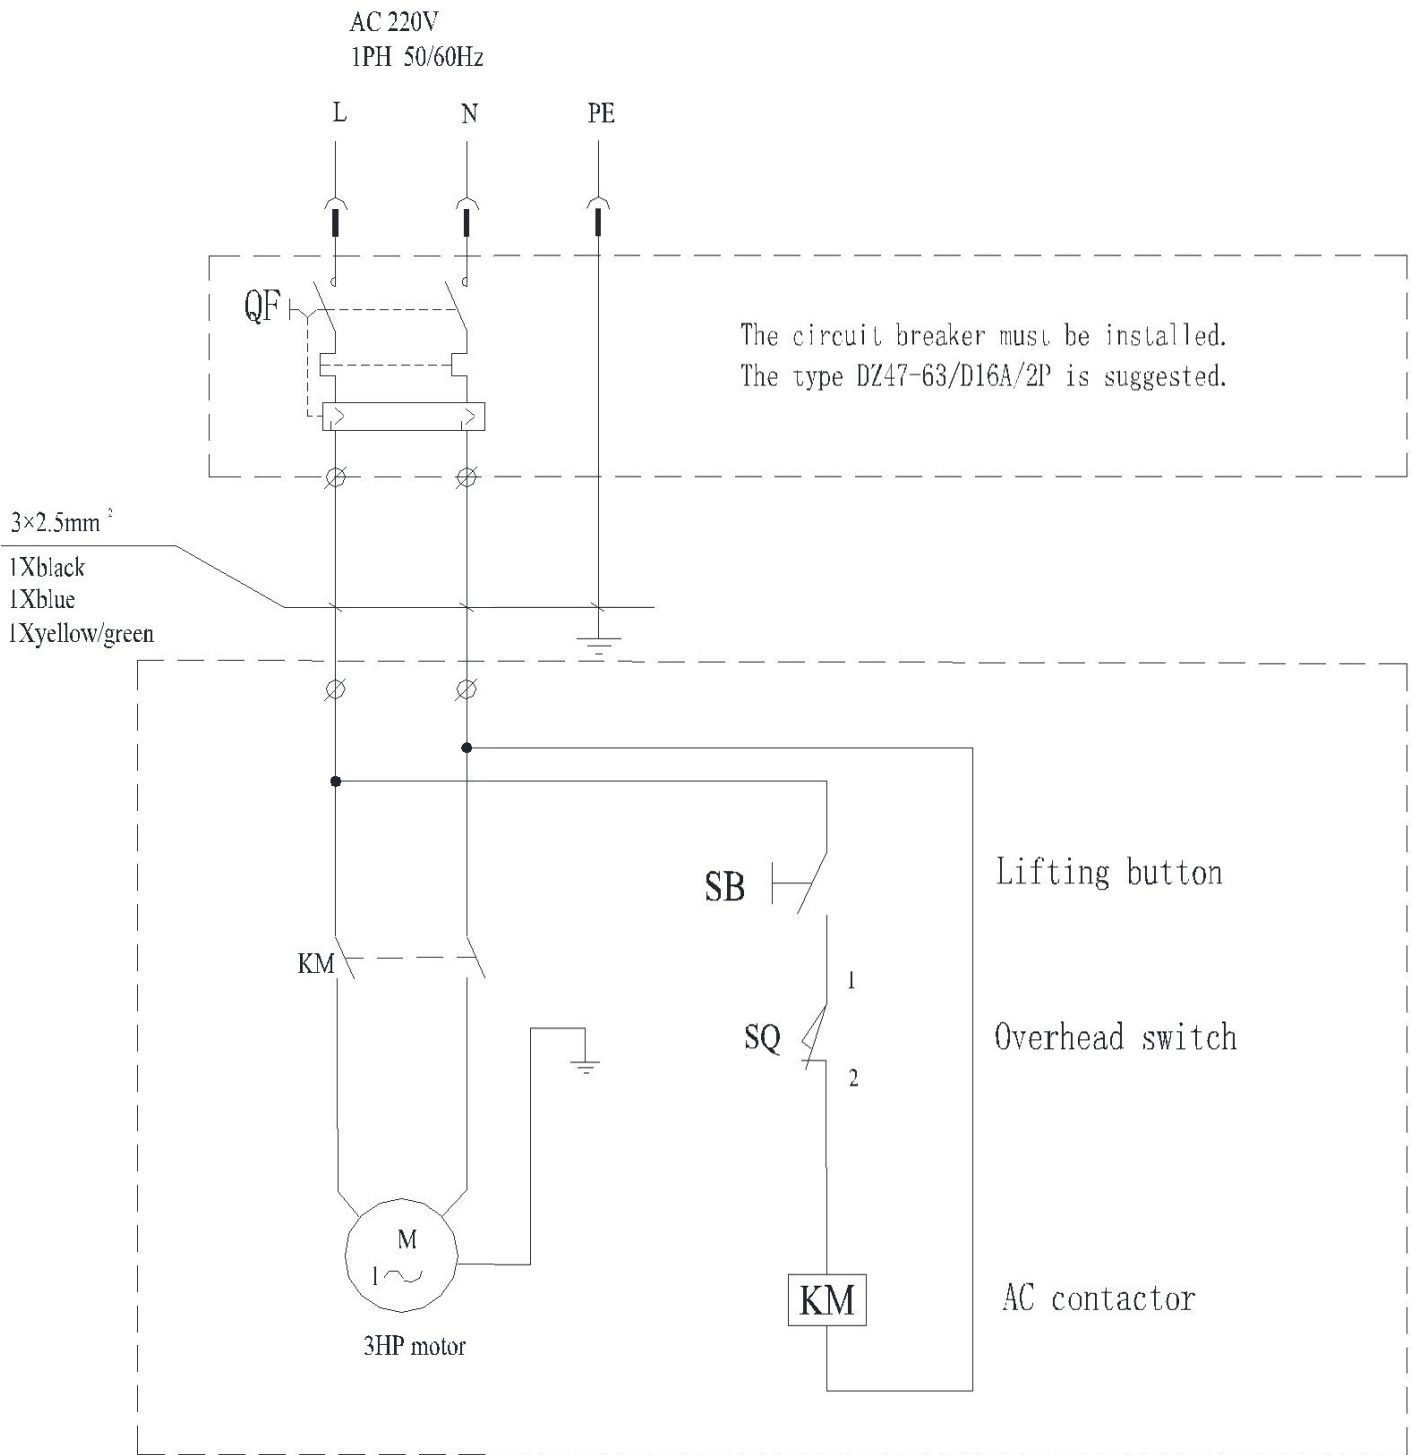 AC 220V
1PH 50/60Hz
L
N
PE
QF
The circuit breaker must be installed.
The type DZ47-63/D16A/2P is suggested.
3×2.5mm ²
1Xblack
1Xblue
1Xyellow/green
SB
Lifting button
KM
1
SQ
Overhead switch
2
M
1
KM
AC contactor
3HP motor